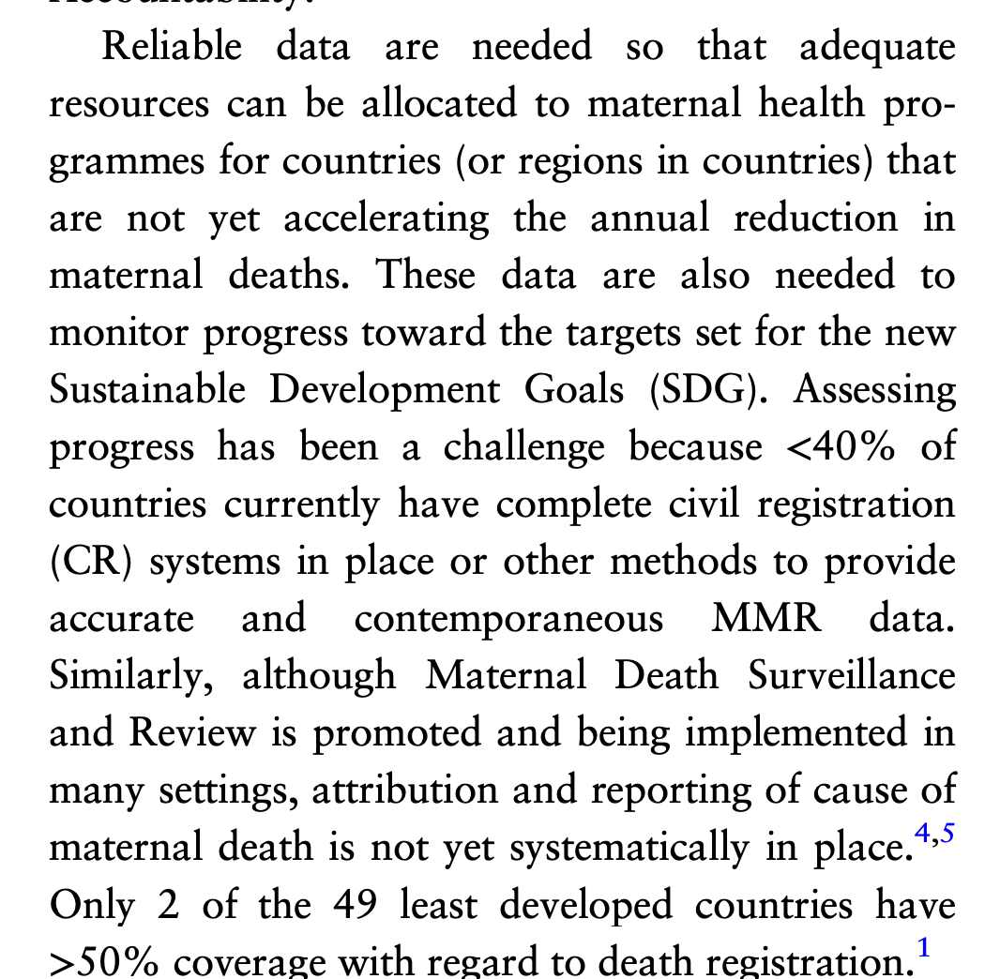 Accountability.
Reliable data are needed so that adequate
resources can be allocated to maternal health pro-
grammes for countries (or regions in countries) that
are not yet accelerating the annual reduction in
maternal deaths. These data are also needed to
monitor progress toward the targets set for the new
Sustainable Development Goals (SDG). Assessing
progress has been a challenge because <40% of
countries currently have complete civil registration
(CR) systems in place or other methods to provide
accurate and contemporaneous MMR data.
Similarly, although Maternal Death Surveillance
and Review is promoted and being implemented in
many settings, attribution and reporting of cause of
maternal death is not yet systematically in place.4,5
Only 2 of the 49 least developed countries have
>50% coverage with regard to death registration.1